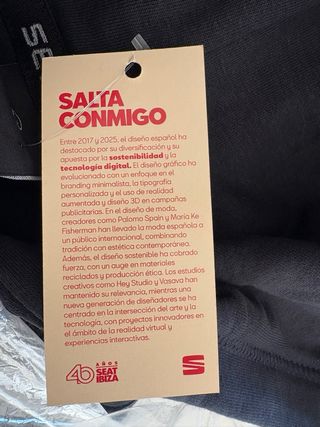 SE
SALTA
CONMIGO
Entre 2017 y 2025, el diseño español ha
destacado por su diversificación y su
apuesta por la sostenibilidad y la
tecnología digital. El diseño gráfico ha
evolucionado con un enfoque en el
branding minimalista, la tipografía
personalizada y el uso de realidad
aumentada y diseño 3D en campañas
publicitarias. En el diseño de moda,
creadores como Palomo Spain y Maria Ke
Fisherman han llevado la moda española a
un público internacional, combinando
tradición con estética contemporánea.
Además, el diseño sostenible ha cobrado
fuerza, con un auge en materiales
reciclados y producción ética. Los estudios
creativos como Hey Studio y Vasava han
mantenido su relevancia, mientras una
nueva generación de diseñadores se ha
centrado en la intersección del arte y la
tecnología, con proyectos innovadores en
el ámbito de la realidad virtual y
experiencias interactivas.
40 AÑOS
SEAT
IBIZA